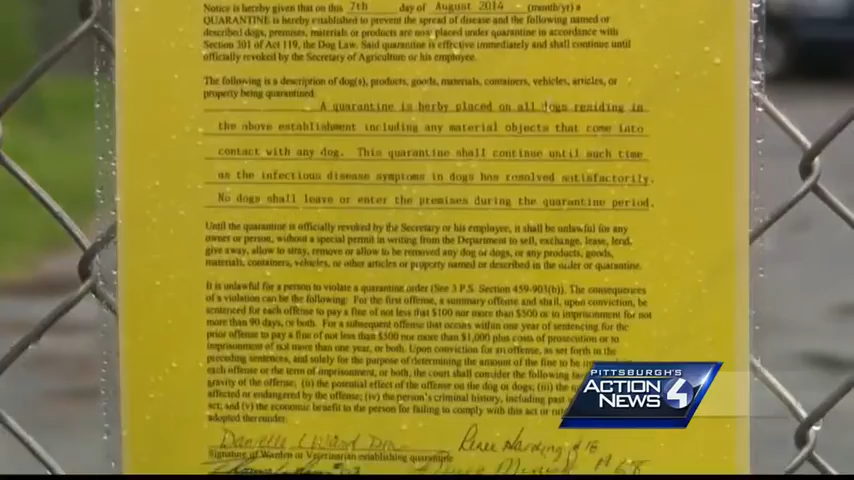 Notice is hereby given that on this 7th day of August 2014 (month/yr) a
QUARANTINE is hereby established to prevent the spread of disease and the following named or
described dogs, premises, materials or products are now placed under quarantine in accordance with
Section 301 of Act 119, the Dog Law. Said quarantine is effective immediately and shall continue until
officially revoked by the Secretary of Agriculture or his employee.
The following is a description of dog(s), products, goods, materials, containers, vehicles, articles, or
property being quarantined:
A quarantine is herby placed on all dogs residing in
the above establishment including any material objects that come into
contact with any dog. This quarantine shall continue until such time
as the infectious disease symptoms in dogs has resolved satisfactorily.
No dogs shall leave or enter the premises during the quarantine period.
Until the quarantine is officially revoked by the Secretary or his employee, it shall be unlawful for any
owner or person, without a special permit in writing from the Department to sell, exchange, lease, lend,
give away, allow to stray, remove or allow to be removed any dog or dogs, or any products, goods,
materials, containers, vehicles, or other articles or property named or described in the order or quarantine.
It is unlawful for a person to violate a quarantine order (See 3 P.S. Section 459-903(b)). The consequences
of a violation can be the following: For the first offense, a summary offense and shall, upon conviction, be
sentenced for each offense to pay a fine of not less than $100 nor more than $500 or to imprisonment for not
more than 90 days, or both. For a subsequent offense that occurs within one year of sentencing for the
prior offense to pay a fine of not less than $500 nor more than $1,000 plus costs of prosecution or to
imprisonment of not more than one year, or both. Upon conviction for an offense, as set forth in the
preceding sentences, and solely for the purpose of determining the amount of the fine to be
each offense or the term of imprisonment, or both, the court shall consider the following
gravity of the offense; (ii) the potential effect of the offense on the dog or dogs; (iii) the
affected or endangered by the offense; (iv) the person's criminal history, including past
act; and (v) the economic benefit to the person for failing to comply with this act or
adopted thereunder.
Renee Harding
Signature of Warden or Veterinarian establishing quarantine
PITTSBURGH'S
ACTION
NEWS 4